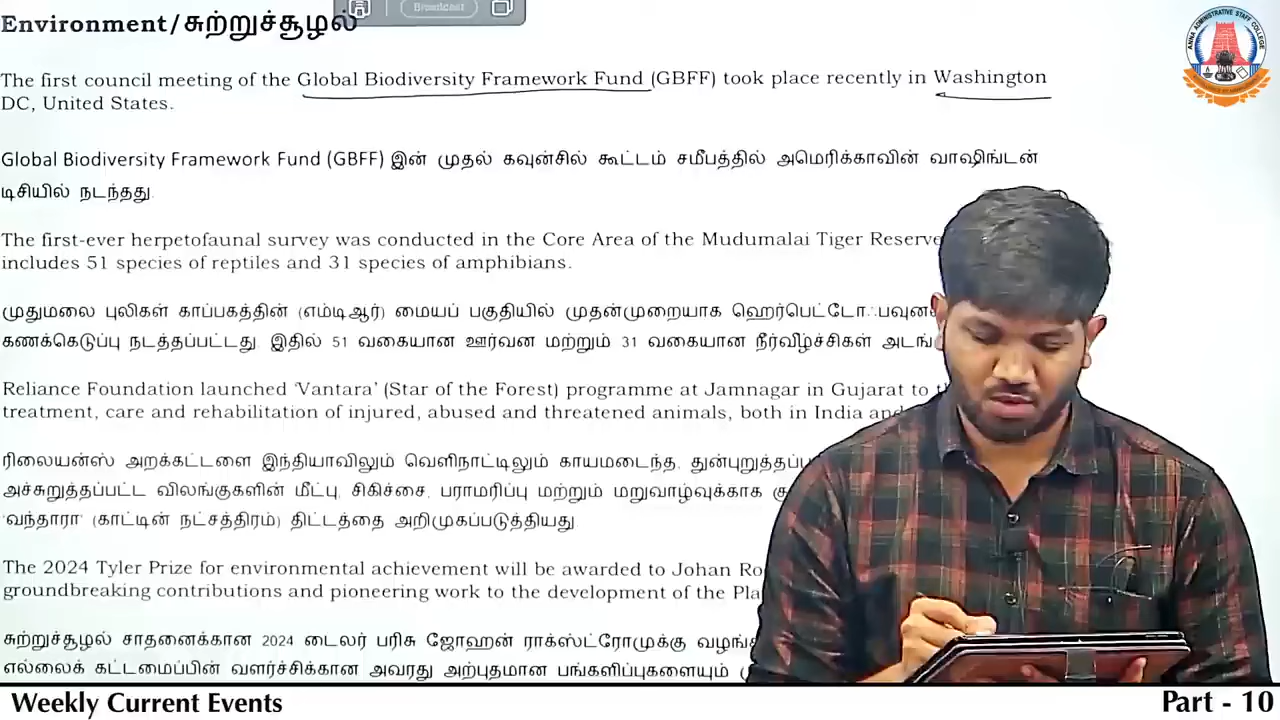 Broadcast
Environment/சுற்றுச்சூழல்
ANNA ADMINISTRATIVE STAFF COLLEGE
The first council meeting of the Global Biodiversity Framework Fund (GBFF) took place recently in Washington
DC, United States.
Global Biodiversity Framework Fund (GBFF) இன் முதல் கவுன்சில் கூட்டம் சமீபத்தில் அமெரிக்காவின் வாஷிங்டன்
டிசியில் நடந்தது.
The first-ever herpetofaunal survey was conducted in the Core Area of the Mudumalai Tiger Reserve
includes 51 species of reptiles and 31 species of amphibians.
முதுமலை புலிகள் காப்பகத்தின் (எம்டிஆர்) மையப் பகுதியில் முதன்முறையாக
கணக்கெடுப்பு நடத்தப்பட்டது. இதில் 51 வகையான ஊர்வன மற்றும் 31 வகையான நீர்வீழ்ச்சிகள்
Reliance Foundation launched 'Vantara' (Star of the Forest) programme at Jamnagar in Gujarat to
treatment, care and rehabilitation of injured, abused and threatened animals, both in India and
ரிலையன்ஸ் அறக்கட்டளை இந்தியாவிலும் வெளிநாட்டிலும் காயமடைந்த,
அச்சுறுத்தப்பட்ட விலங்குகளின் மீட்பு, சிகிச்சை, பராமரிப்பு மற்றும் மறுவாழ்வுக்காக
'வந்தாரா' (காட்டின் நட்சத்திரம்) திட்டத்தை அறிமுகப்படுத்தியது.
The 2024 Tyler Prize for environmental achievement will be awarded to Johan
groundbreaking contributions and pioneering work to the development of the
சுற்றுச்சூழல் சாதனைக்கான 2024 டைலர் பரிசு ஜோஹன் ராக்ஸ்ட்ரோமுக்கு
எல்லைக் கட்டமைப்பின் வளர்ச்சிக்கான அவரது அற்புதமான பங்களிப்புகளையும்
Weekly Current Events
Part - 10